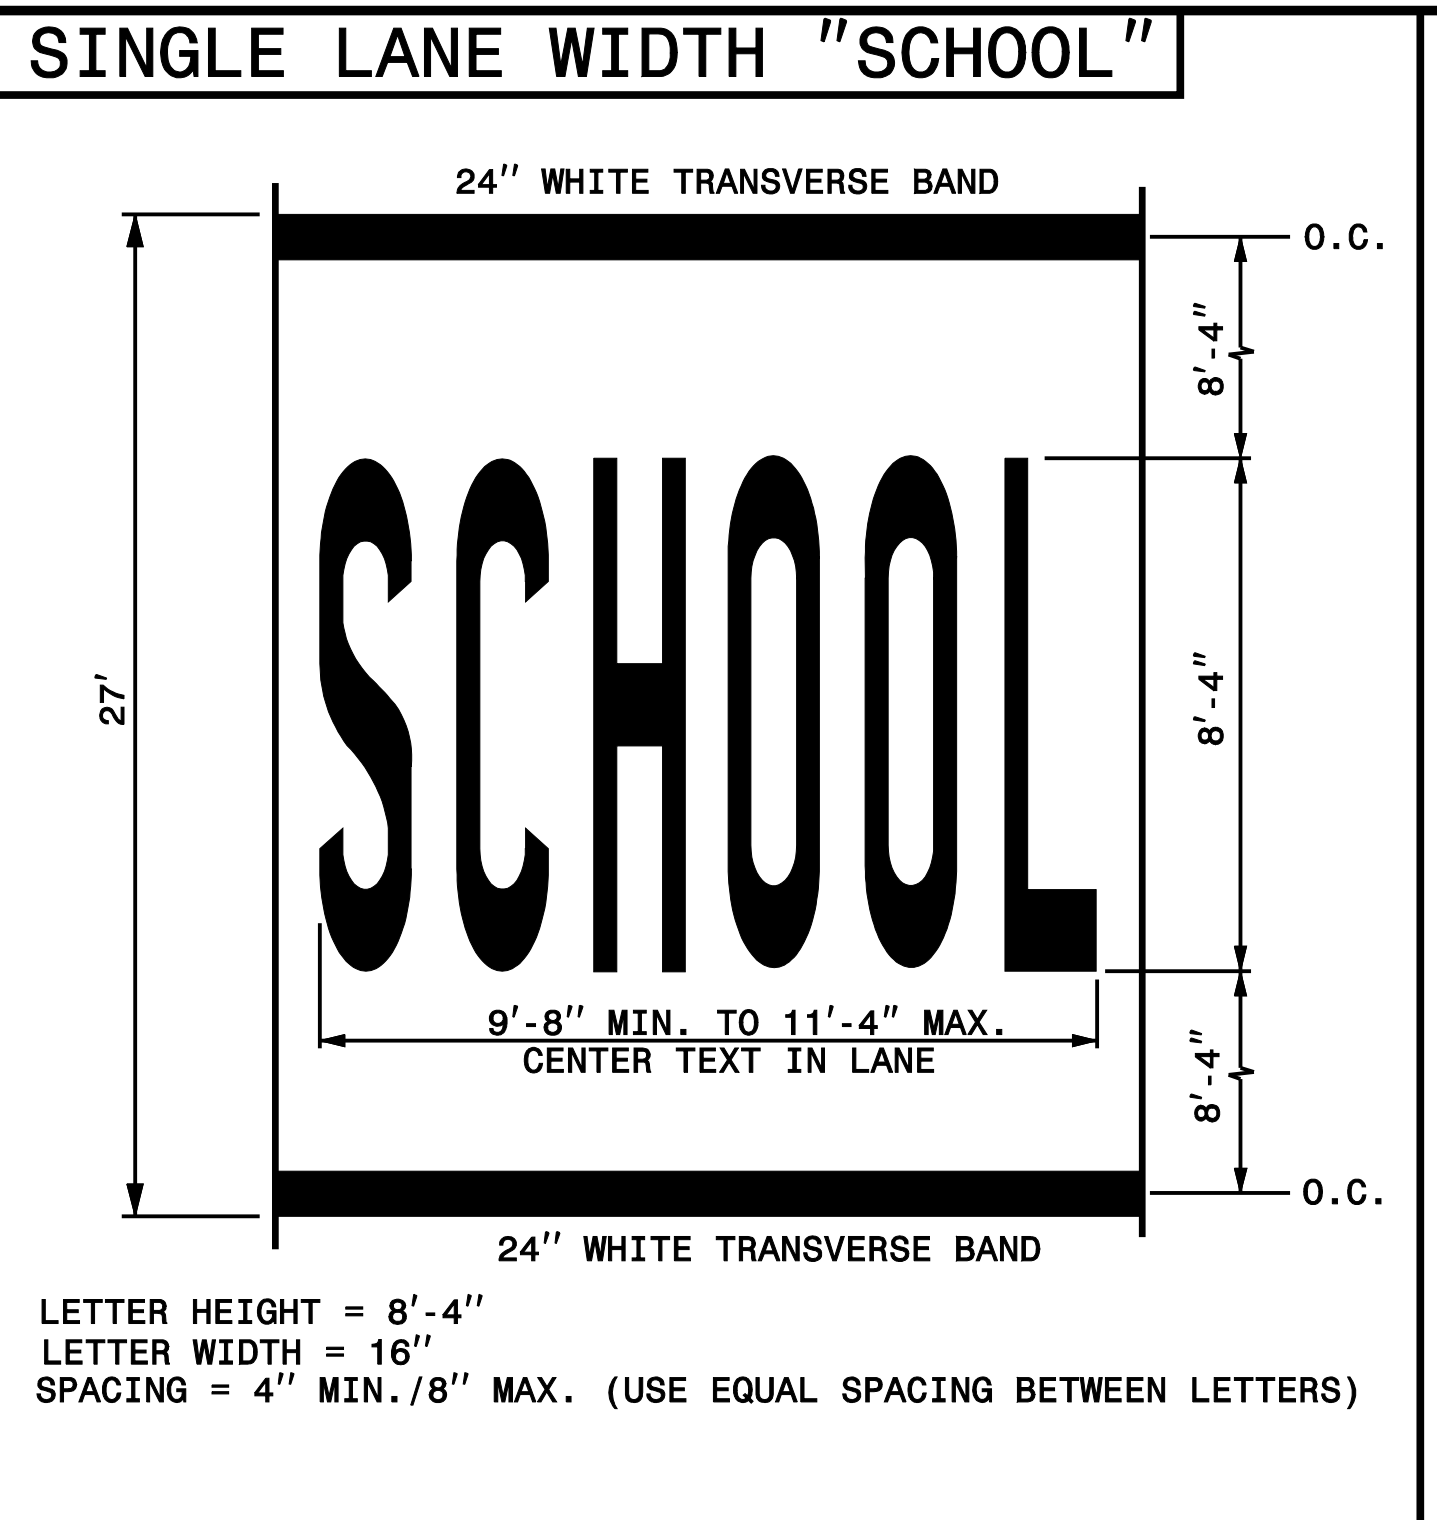 SINGLE LANE WIDTH "SCHOOL"
24" WHITE TRANSVERSE BAND
O.C.
8'-4"
SCHOOL
27'
8'-4"
9'-8" MIN. TO 11'-4" MAX.
CENTER TEXT IN LANE
8'-4"
O.C.
24" WHITE TRANSVERSE BAND
LETTER HEIGHT = 8'-4"
LETTER WIDTH = 16"
SPACING = 4" MIN./8" MAX. (USE EQUAL SPACING BETWEEN LETTERS)